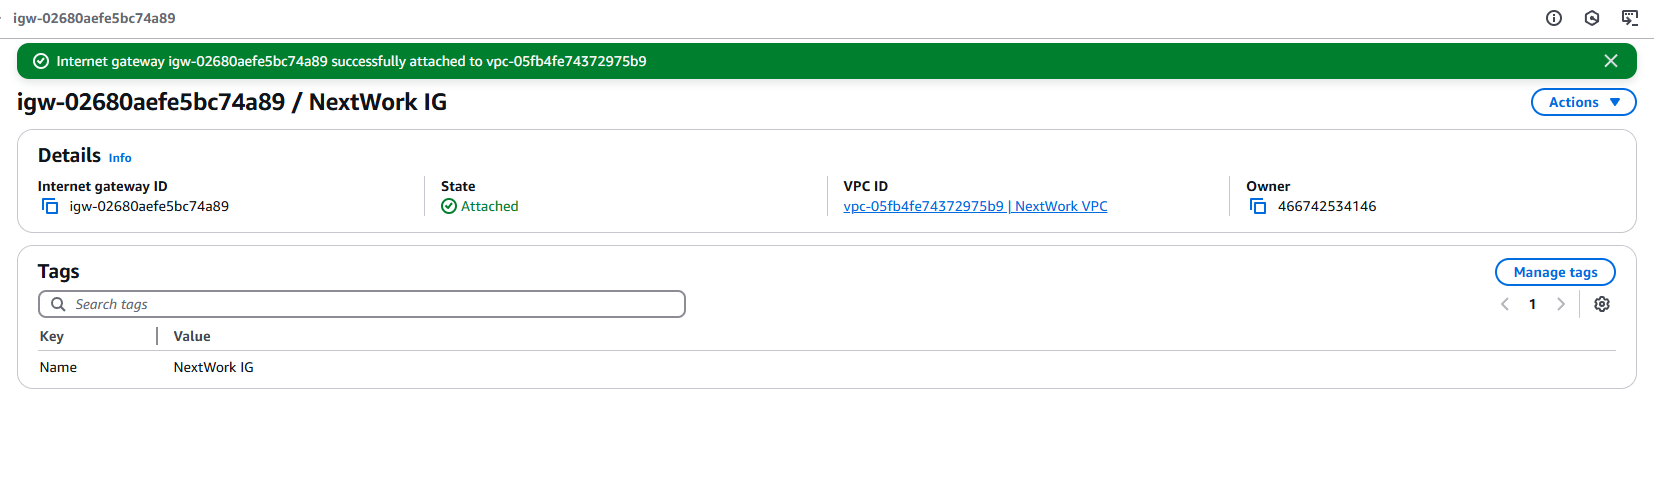 igw-02680aefe5bc74a89
Internet gateway igw-02680aefe5bc74a89 successfully attached to vpc-05fb4fe74372975b9
igw-02680aefe5bc74a89 / NextWork IG
Actions
Details Info
Internet gateway ID
igw-02680aefe5bc74a89
State
Attached
VPC ID
vpc-05fb4fe74372975b9 | NextWork VPC
Owner
466742534146
Tags
Manage tags
Search tags
1
Key Value
Name NextWork IG